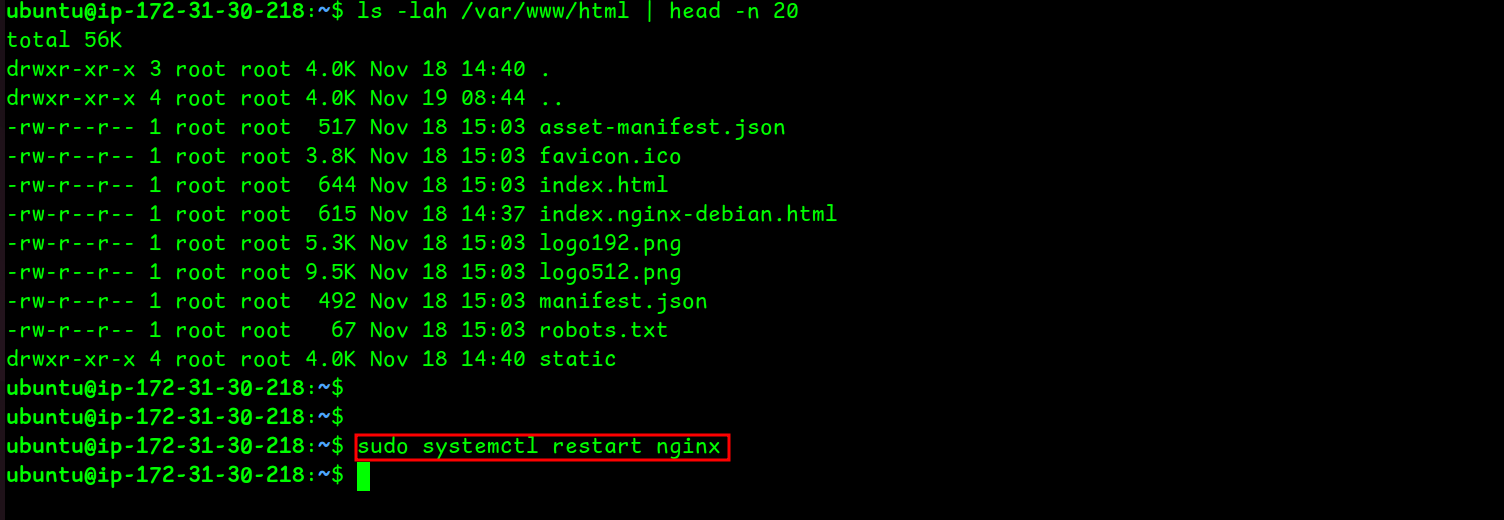 ubuntu@ip-172-31-30-218:~$ ls -lah /var/www/html | head -n 20
total 56K
drwxr-xr-x 3 root root 4.0K Nov 18 14:40 .
drwxr-xr-x 4 root root 4.0K Nov 19 08:44 ..
-rw-r--r-- 1 root root  517 Nov 18 15:03 asset-manifest.json
-rw-r--r-- 1 root root 3.8K Nov 18 15:03 favicon.ico
-rw-r--r-- 1 root root  644 Nov 18 15:03 index.html
-rw-r--r-- 1 root root  615 Nov 18 14:37 index.nginx-debian.html
-rw-r--r-- 1 root root 5.3K Nov 18 15:03 logo192.png
-rw-r--r-- 1 root root 9.5K Nov 18 15:03 logo512.png
-rw-r--r-- 1 root root  492 Nov 18 15:03 manifest.json
-rw-r--r-- 1 root root   67 Nov 18 15:03 robots.txt
drwxr-xr-x 4 root root 4.0K Nov 18 14:40 static
ubuntu@ip-172-31-30-218:~$
ubuntu@ip-172-31-30-218:~$
ubuntu@ip-172-31-30-218:~$ sudo systemctl restart nginx
ubuntu@ip-172-31-30-218:~$